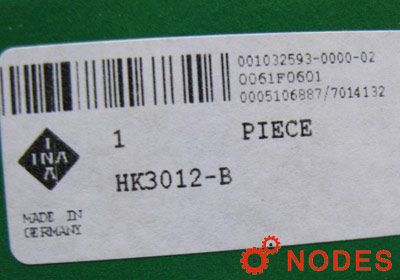 001032593-0000-02
0061F0601
0005106887/7014132
1 PIECE
I
INA
A
HK3012-B
MADE IN
GERMANY
NODES